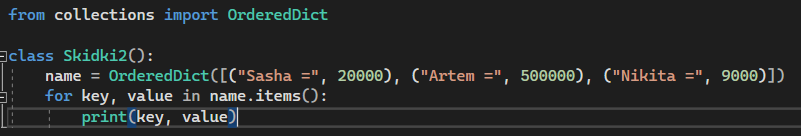 from collections import OrderedDict
class Skidki2():
name = OrderedDict([("Sasha =", 20000), ("Artem =", 500000), ("Nikita =", 9000)])
for key, value in name.items():
print(key, value)